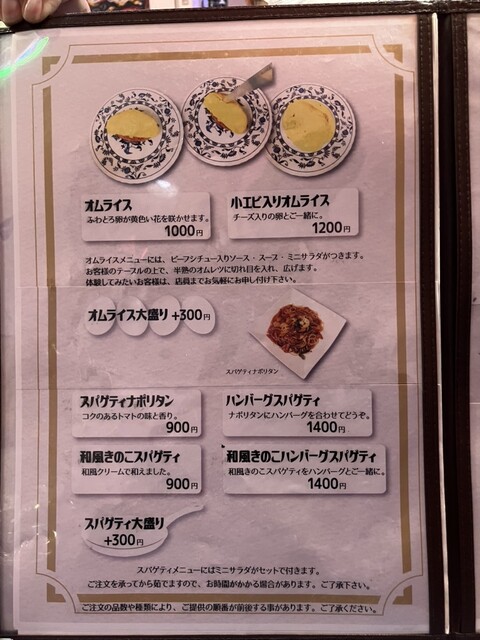 オムライス
ふわとろ卵が黄色い花を咲かせます。
1000円
小エビ入りオムライス
チーズ入りの卵とご一緒に。
1200円
オムライスメニューには、ビーフシチュー入りソース・スープ・ミニサラダがつきます。
お客様のテーブルの上で、半熟のオムレツに切れ目を入れ、広げます。
体験してみたいお客様は、店員までお気軽にお申し付け下さい。
オムライス大盛り +300円
スパゲティナポリタン
スパゲティナポリタン
コクのあるトマトの味と香り。
900円
ハンバーグスパゲティ
ナポリタンにハンバーグを合わせてどうぞ。
1400円
和風きのこスパゲティ
和風クリームで和えました。
900円
和風きのこハンバーグスパゲティ
和風きのこスパゲティをハンバーグとご一緒に。
1400円
スパゲティ大盛り
+300円
スパゲティメニューにはミニサラダがセットで付きます。
ご注文を承ってから茹でますので、お時間がかかる場合があります。ご了承下さい。
ご注文の品数や種類により、ご提供の順番が前後する事があります。ご了承ください。